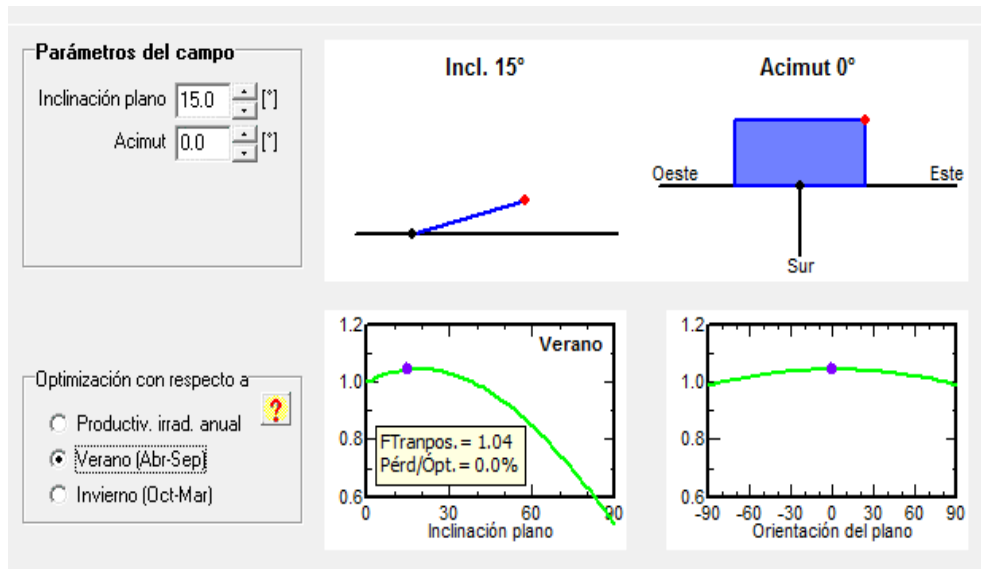 Parámetros del campo
Inclinación plano 15.0 [°]
Acimut 0.0 [°]
Incl. 15°
Acimut 0°
Oeste Este
Sur
Optimización con respecto a
?
Productiv. irrad. anual
Verano (Abr-Sep)
Invierno (Oct-Mar)
1.2
1.0
0.8
0.6
Verano
FTranpos. = 1.04
Pérd/Ópt. = 0.0%
0 30 60 90
Inclinación plano
1.2
1.0
0.8
0.6
-90 -60 -30 0 30 60 90
Orientación del plano